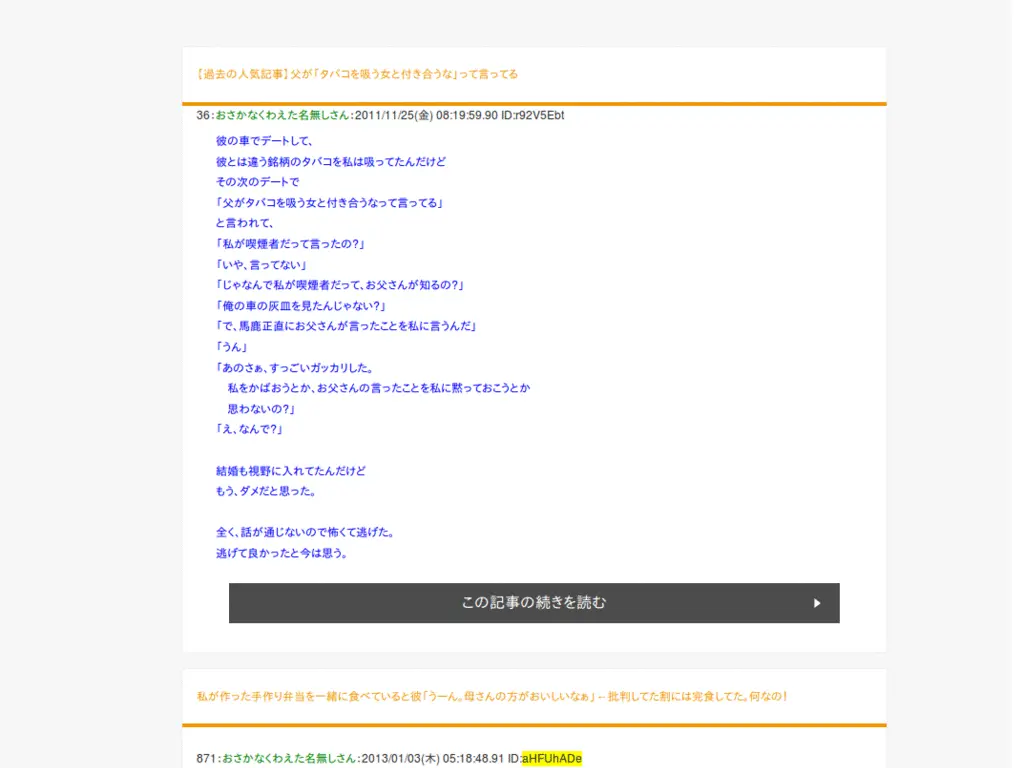 【過去の人気記事】父が「タバコを吸う女と付き合うな」って言ってる
36：おさかなくわえた名無しさん：2011/11/25(金) 08:19:59.90 ID:r92V5Ebt
彼の車でデートして、
彼とは違う銘柄のタバコを私は吸ってたんだけど
その次のデートで
「父がタバコを吸う女と付き合うなって言ってる」
と言われて、
「私が喫煙者だって言ったの？」
「いや、言ってない」
「じゃなんで私が喫煙者だって、お父さんが知るの？」
「俺の車の灰皿を見たんじゃない？」
「で、馬鹿正直にお父さんが言ったことを私に言うんだ」
「うん」
「あのさぁ、すっごいガッカリした。
私をかばおうとか、お父さんの言ったことを私に黙っておこうとか
思わないの？」
「え、なんで？」
結婚も視野に入れてたんだけど
もう、ダメだと思った。
全く、話が通じないので怖くて逃げた。
逃げて良かったと今は思う。
この記事の続きを読む
私が作った手作り弁当を一緒に食べていると彼「うーん。母さんの方がおいしいなぁ」←批判してた割には完食してた。何なの！
871：おさかなくわえた名無しさん：2013/01/03(木) 05:18:48.91 ID:aHFUhADe